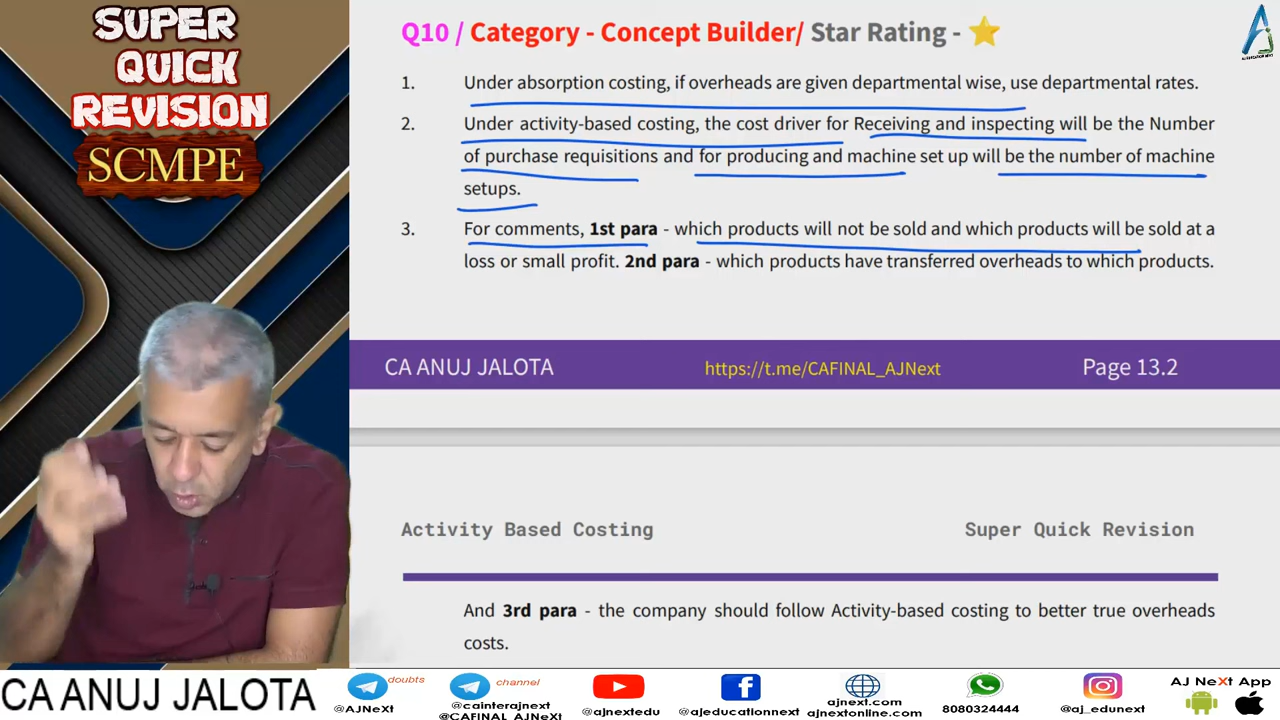 SUPER
QUICK
REVISION
SCMPE
Q10 / Category - Concept Builder/ Star Rating -
1. Under absorption costing, if overheads are given departmental wise, use departmental rates.
2. Under activity-based costing, the cost driver for Receiving and inspecting will be the Number
of purchase requisitions and for producing and machine set up will be the number of machine
setups.
3. For comments, 1st para - which products will not be sold and which products will be sold at a
loss or small profit. 2nd para - which products have transferred overheads to which products.
CA ANUJ JALOTA https://t.me/CAFINAL_AJNext Page 13.2
Activity Based Costing Super Quick Revision
And 3rd para - the company should follow Activity-based costing to better true overheads
costs.
CA ANUJ JALOTA
doubts
@AJNeXt
channel
@cainterajnext
@CAFINAL_AJNeXt
@ajnextedu
@ajeducationnext
ajnext.com
ajnextonline.com
8080324444
@aj_edunext
AJ NeXt App